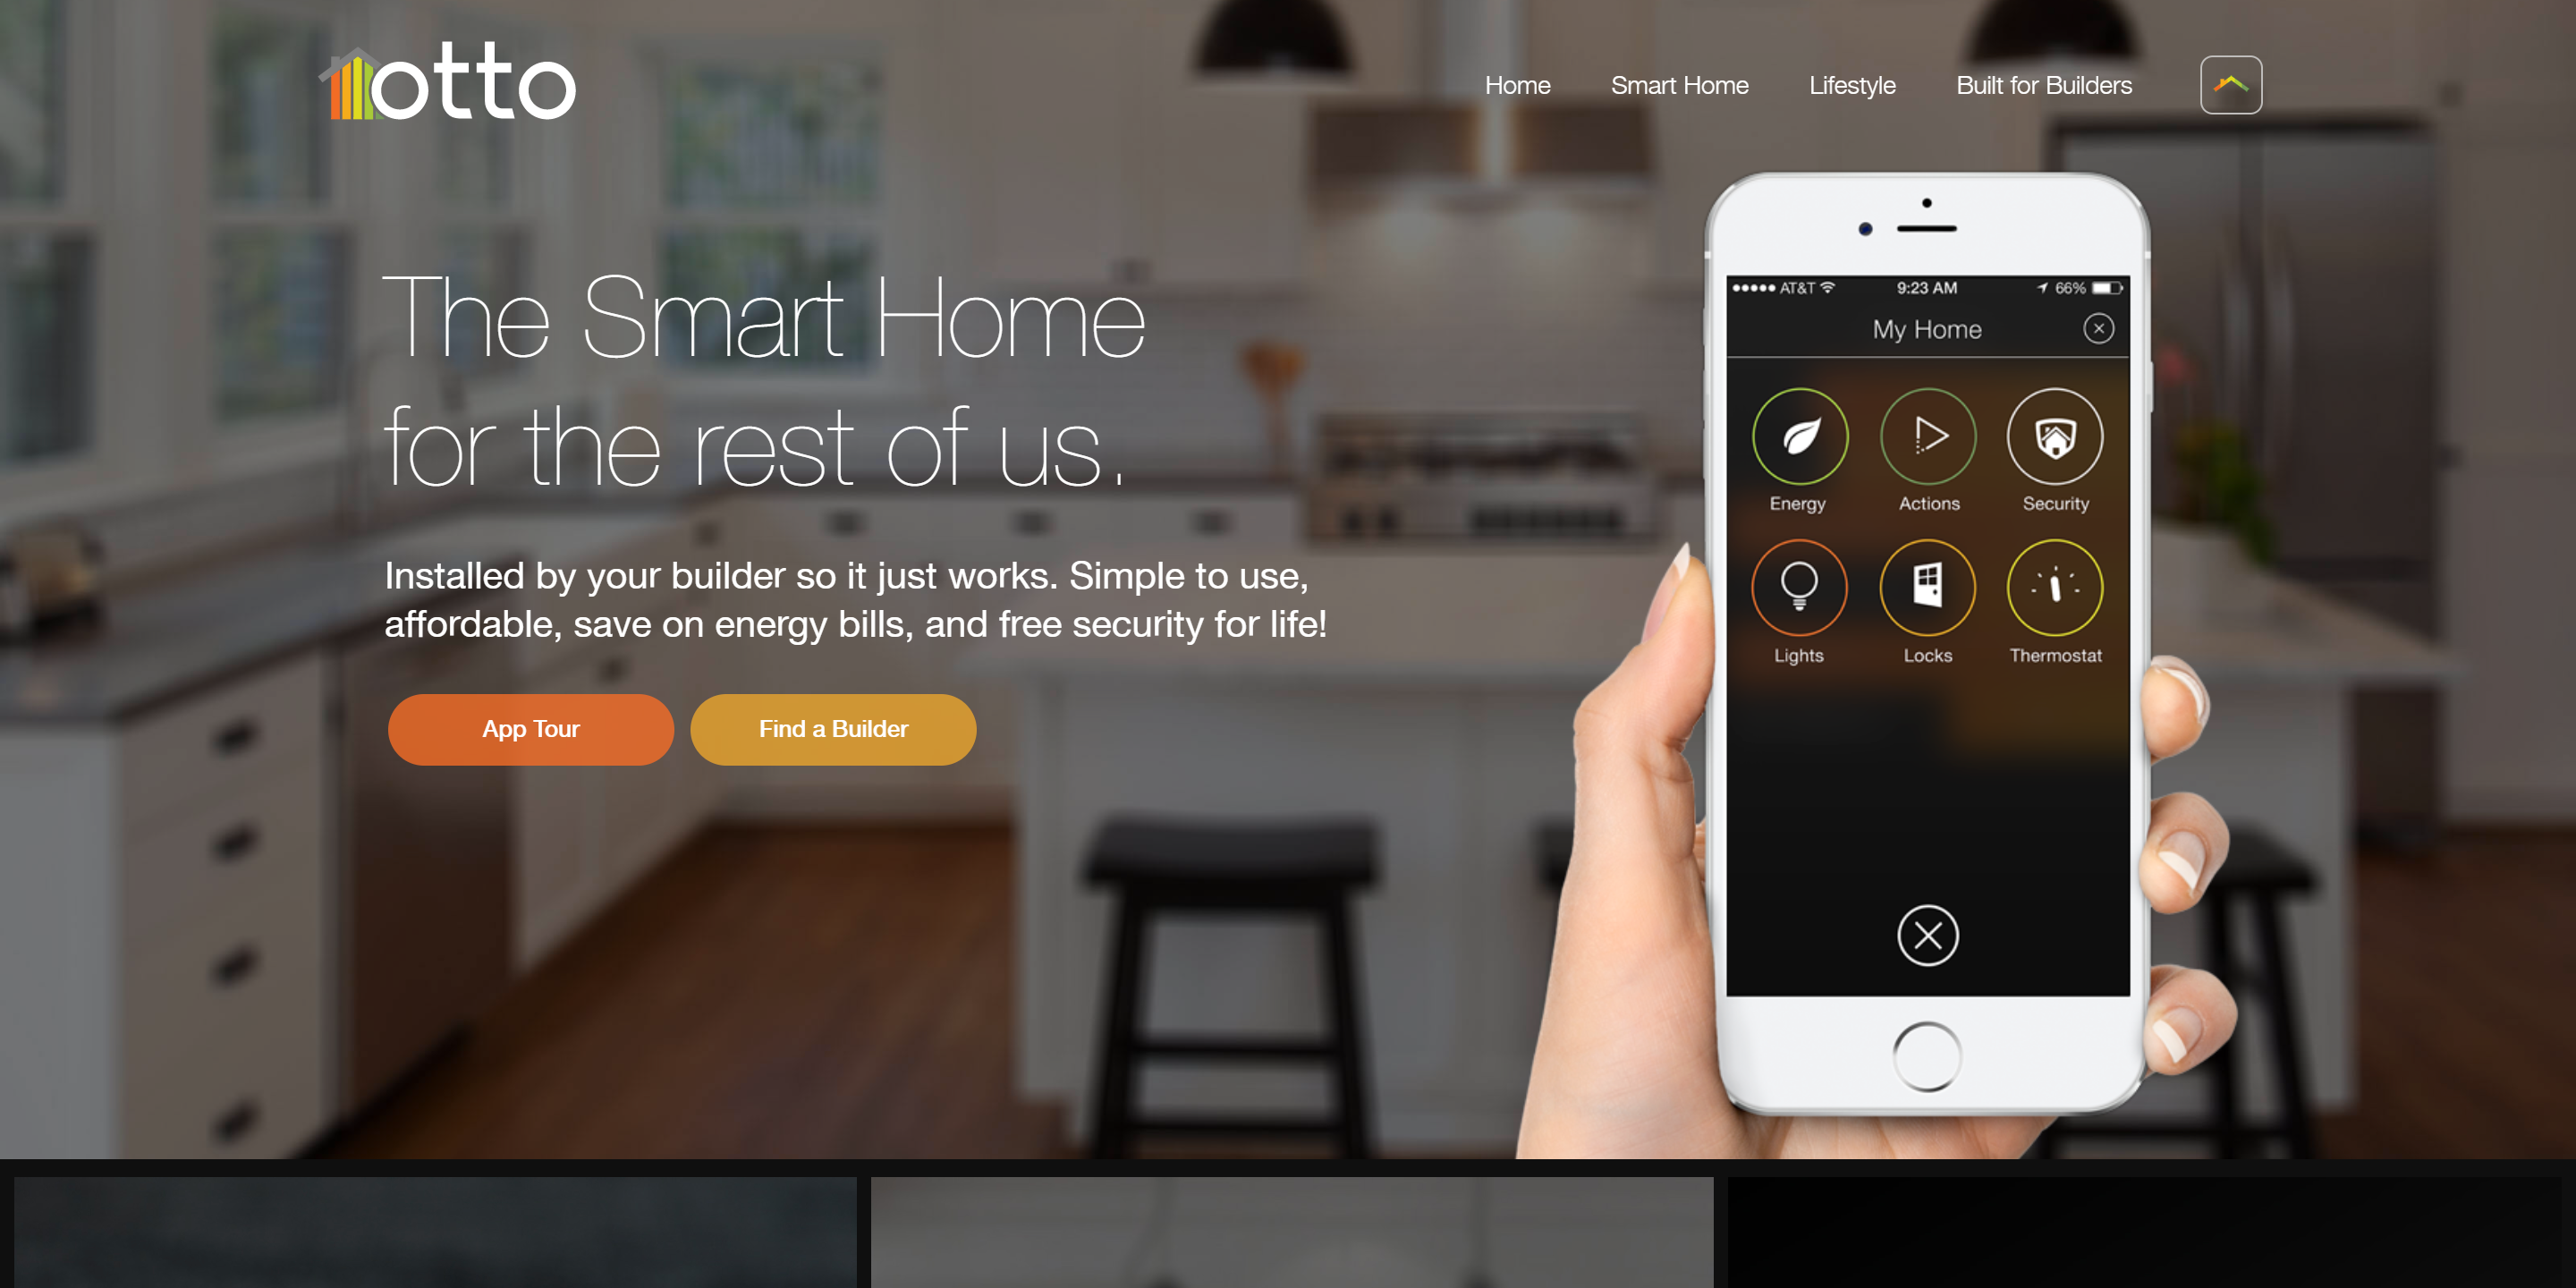 otto
Home Smart Home Lifestyle Built for Builders
The Smart Home
for the rest of us.
Installed by your builder so it just works. Simple to use,
affordable, save on energy bills, and free security for life!
App Tour Find a Builder
AT&T 9:23 AM 66%
My Home
Energy Actions Security
Lights Locks Thermostat